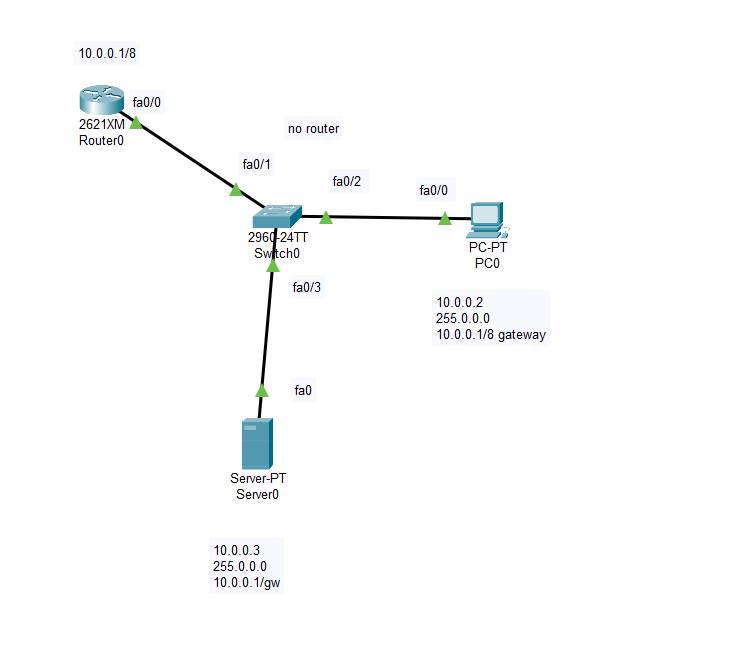 10.0.0.1/8
fa0/0
2621XM
Router0
no router
fa0/1
fa0/2
fa0/0
2960-24TT
Switch0
PC-PT
PC0
fa0/3
10.0.0.2
255.0.0.0
10.0.0.1/8 gateway
fa0
Server-PT
Server0
10.0.0.3
255.0.0.0
10.0.0.1/gw